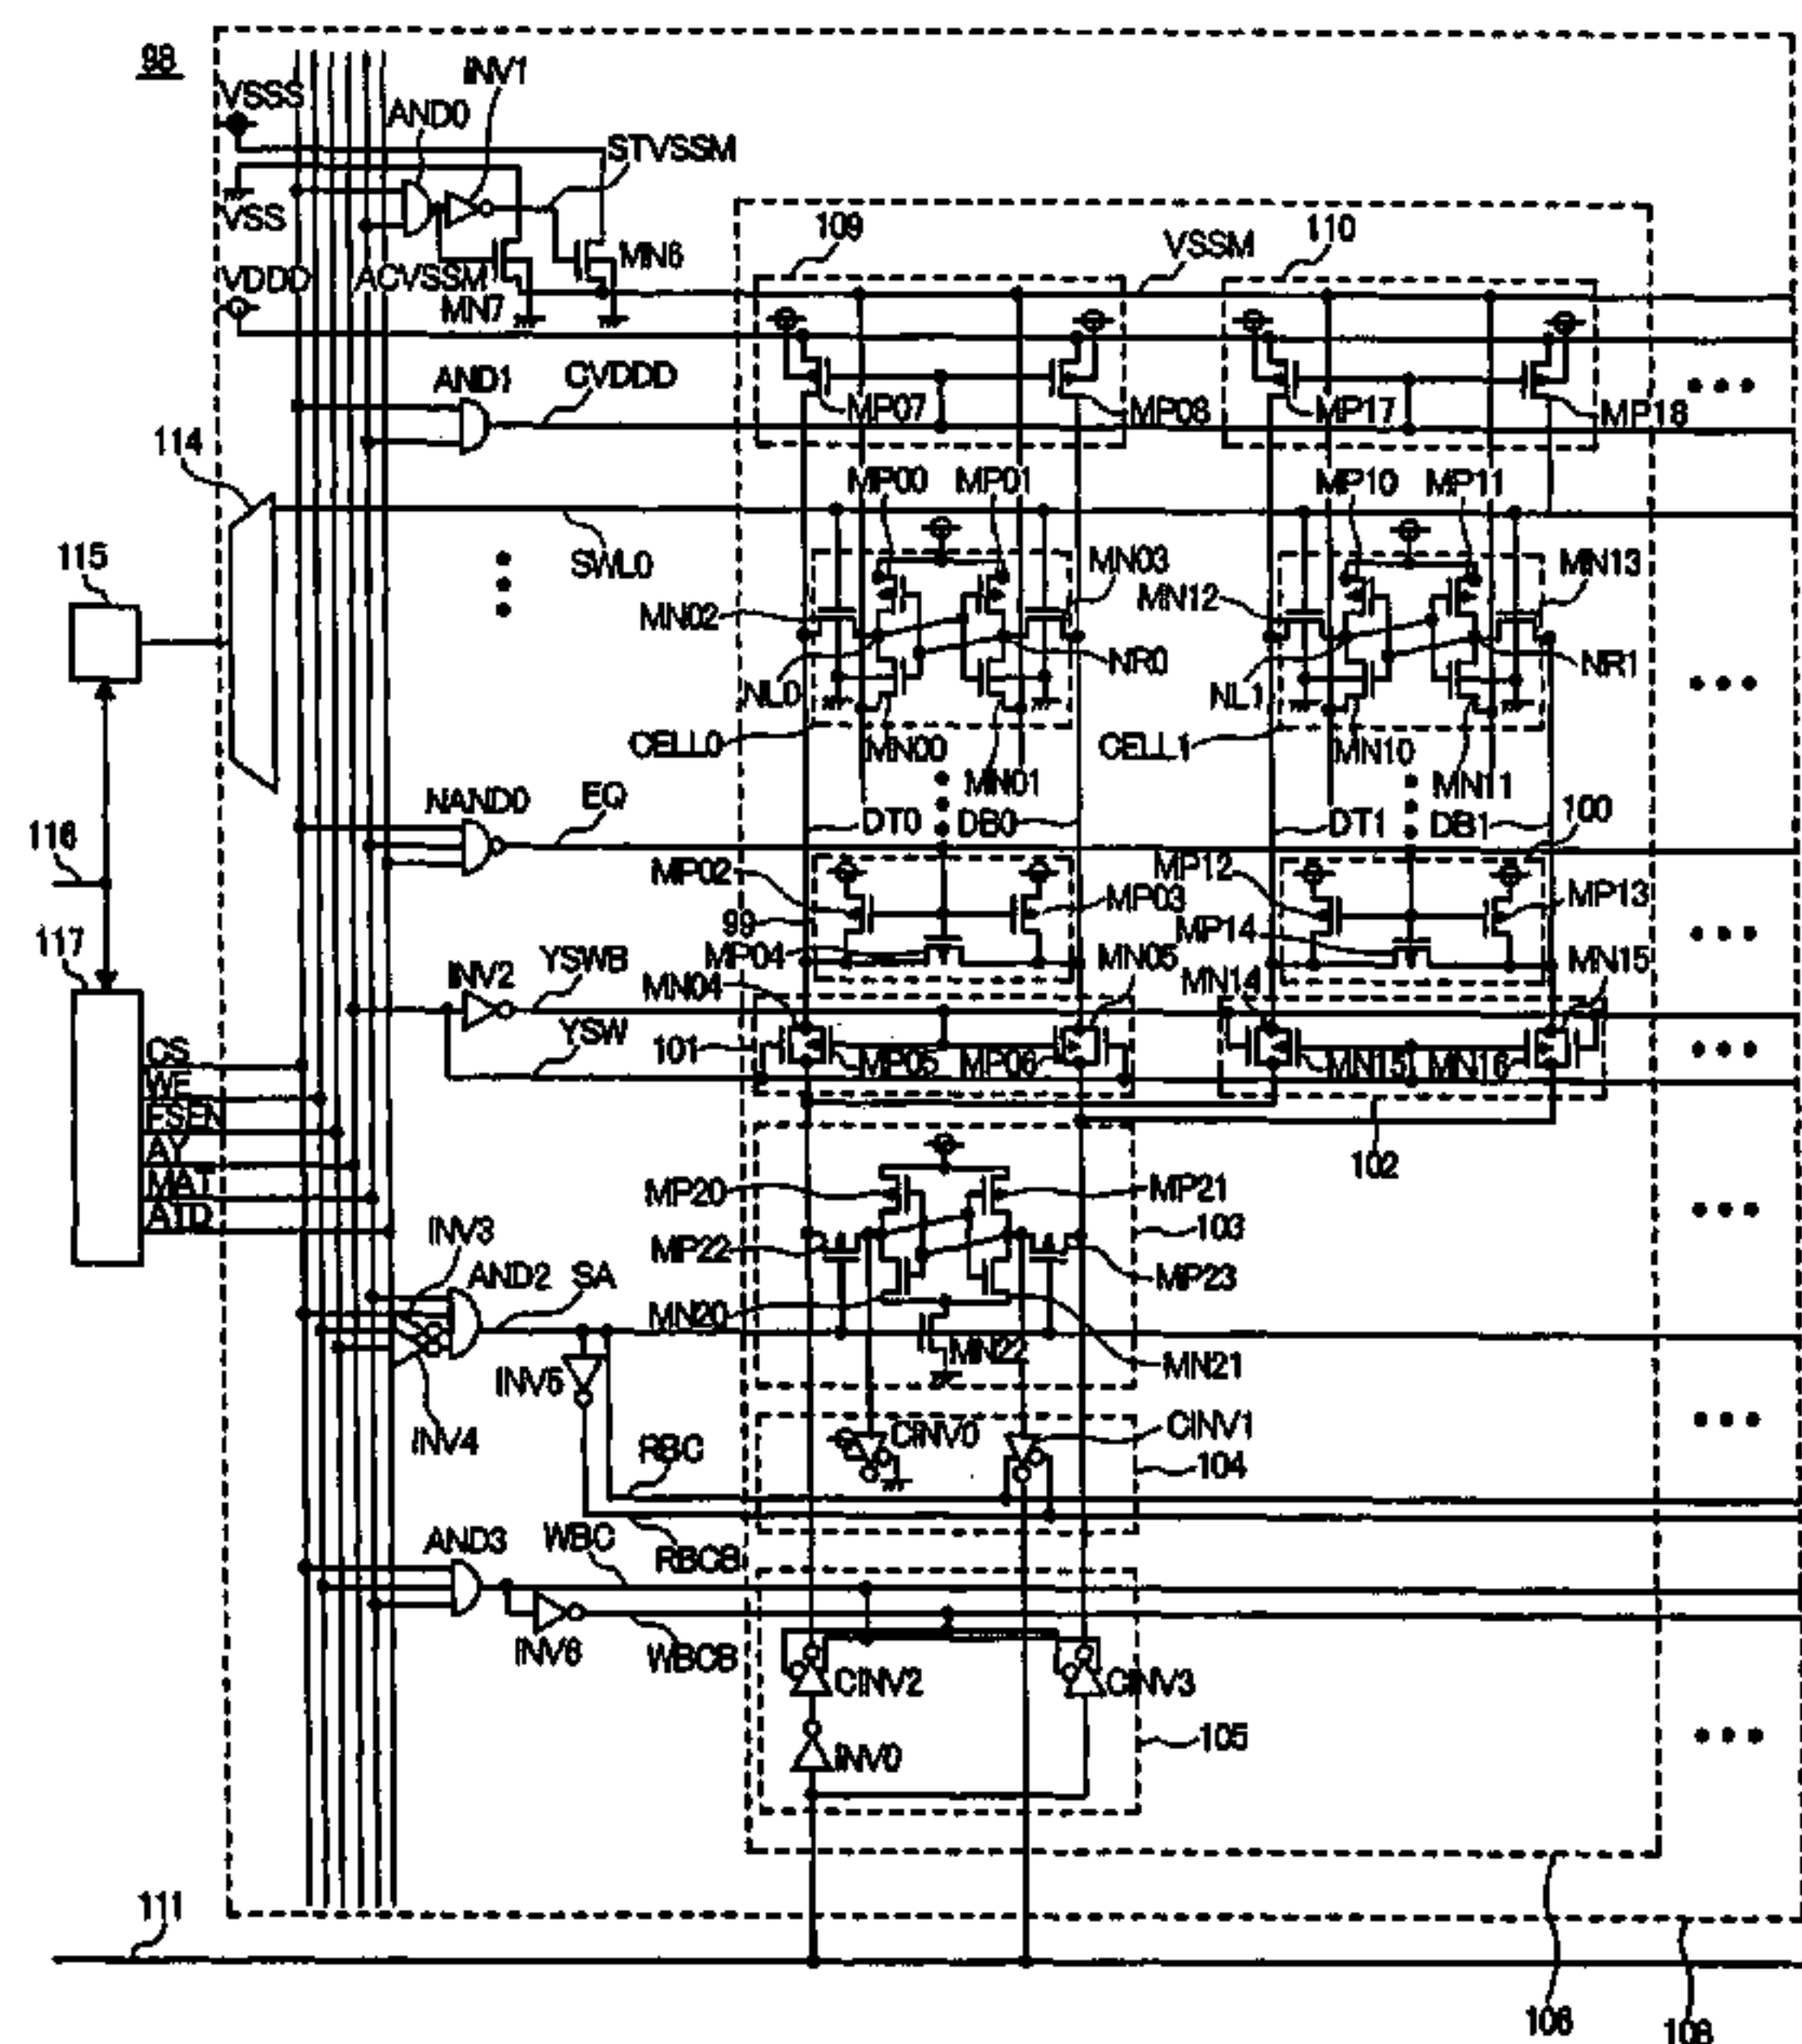 98
VSSS
INV1
AND0
STVSSM
VSS
109
VSSM
110
VDDD
ACVSSM
MN6
MN7
AND1
CVDDD
MP07
MP08
MP17
MP18
114
MP00
MP01
MP10
MP11
115
SWL0
MN03
MN13
MN12
MN02
NR0
NR1
NL0
NL1
CELL0
MN00
CELL1
MN10
MN01
MN11
NAND0
EQ
DT0
DB0
DT1
DB1
100
116
MP02
MP12
MP03
MP13
99
117
MP14
MP04
INV2
YSWB
MN04
MN05
MN14
MN15
YSW
101
MP05
MP06
MN15
MN16
CS
WE
FSEN
AY
MAT
ATD
102
MP20
MP21
INV3
103
MP22
AND2
SA
MP23
MN20
MN22
MN21
INV5
INV4
CINV0
CINV1
RBC
104
AND3
WBC
RBCB
INV6
WBCB
CINV2
CINV3
INV0
105
111
106
108